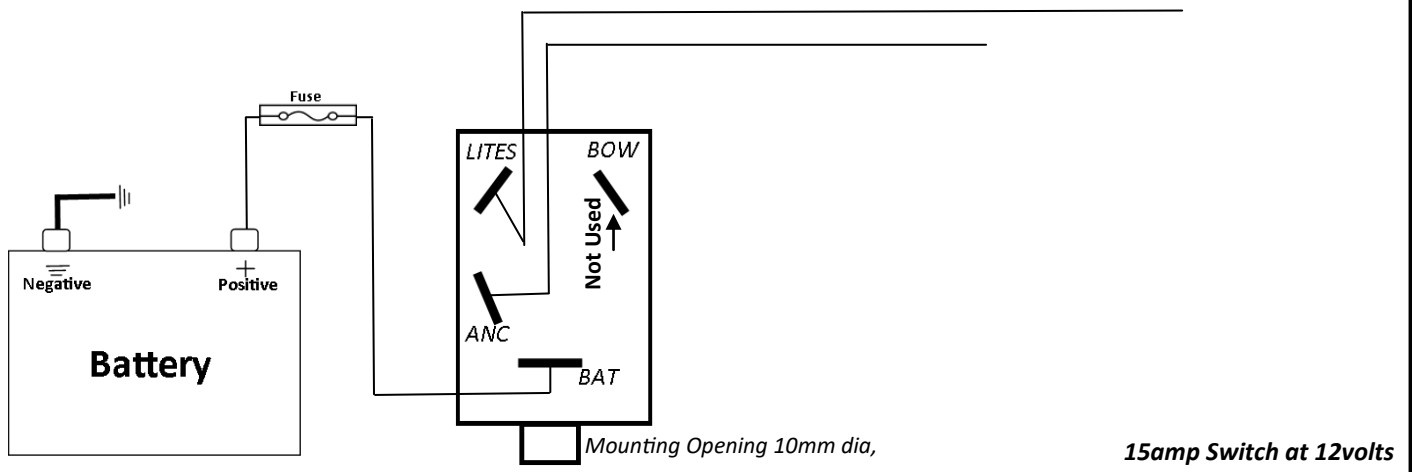 Fuse
LITES
BOW
Not Used
Negative
+
Positive
ANC
Battery
BAT
Mounting Opening 10mm dia,
15amp Switch at 12volts